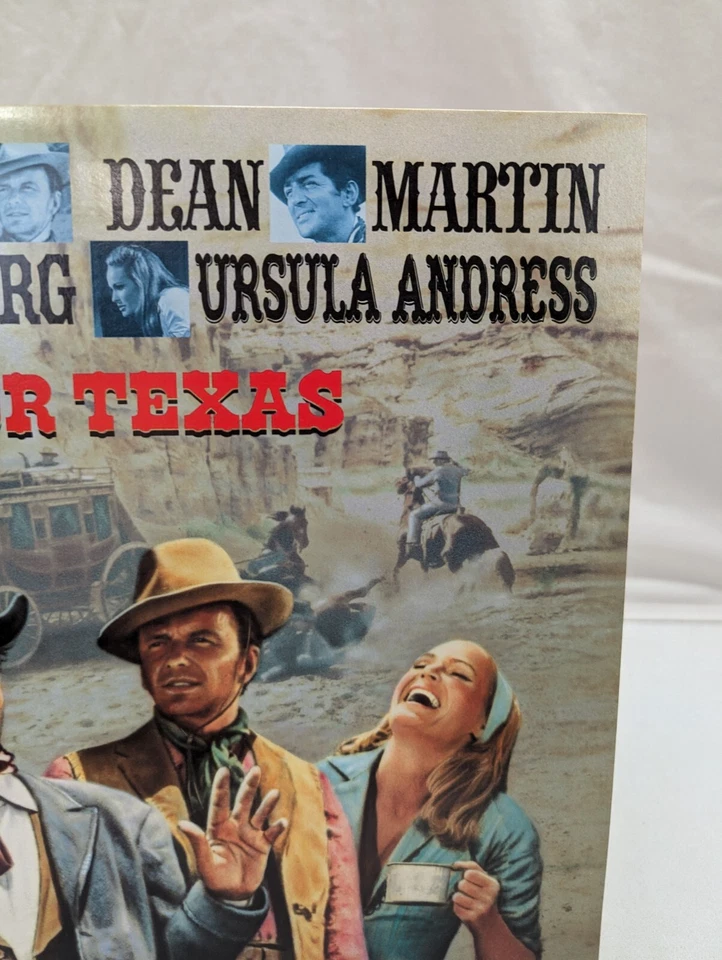 DEAN MARTIN
RG URSULA ANDRESS
R TEXAS